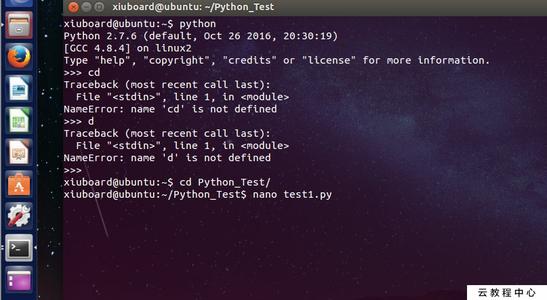 xiuboard@ubuntu: ~/Python_Test
xiuboard@ubuntu:~$ python
Python 2.7.6 (default, Oct 26 2016, 20:30:19)
[GCC 4.8.4] on linux2
Type "help", "copyright", "credits" or "license" for more information.
>>> cd
Traceback (most recent call last):
  File "<stdin>", line 1, in <module>
NameError: name 'cd' is not defined
>>> d
Traceback (most recent call last):
  File "<stdin>", line 1, in <module>
NameError: name 'd' is not defined
>>>
xiuboard@ubuntu:~$ cd Python_Test/
xiuboard@ubuntu:~/Python_Test$ nano test1.py
云教程中心